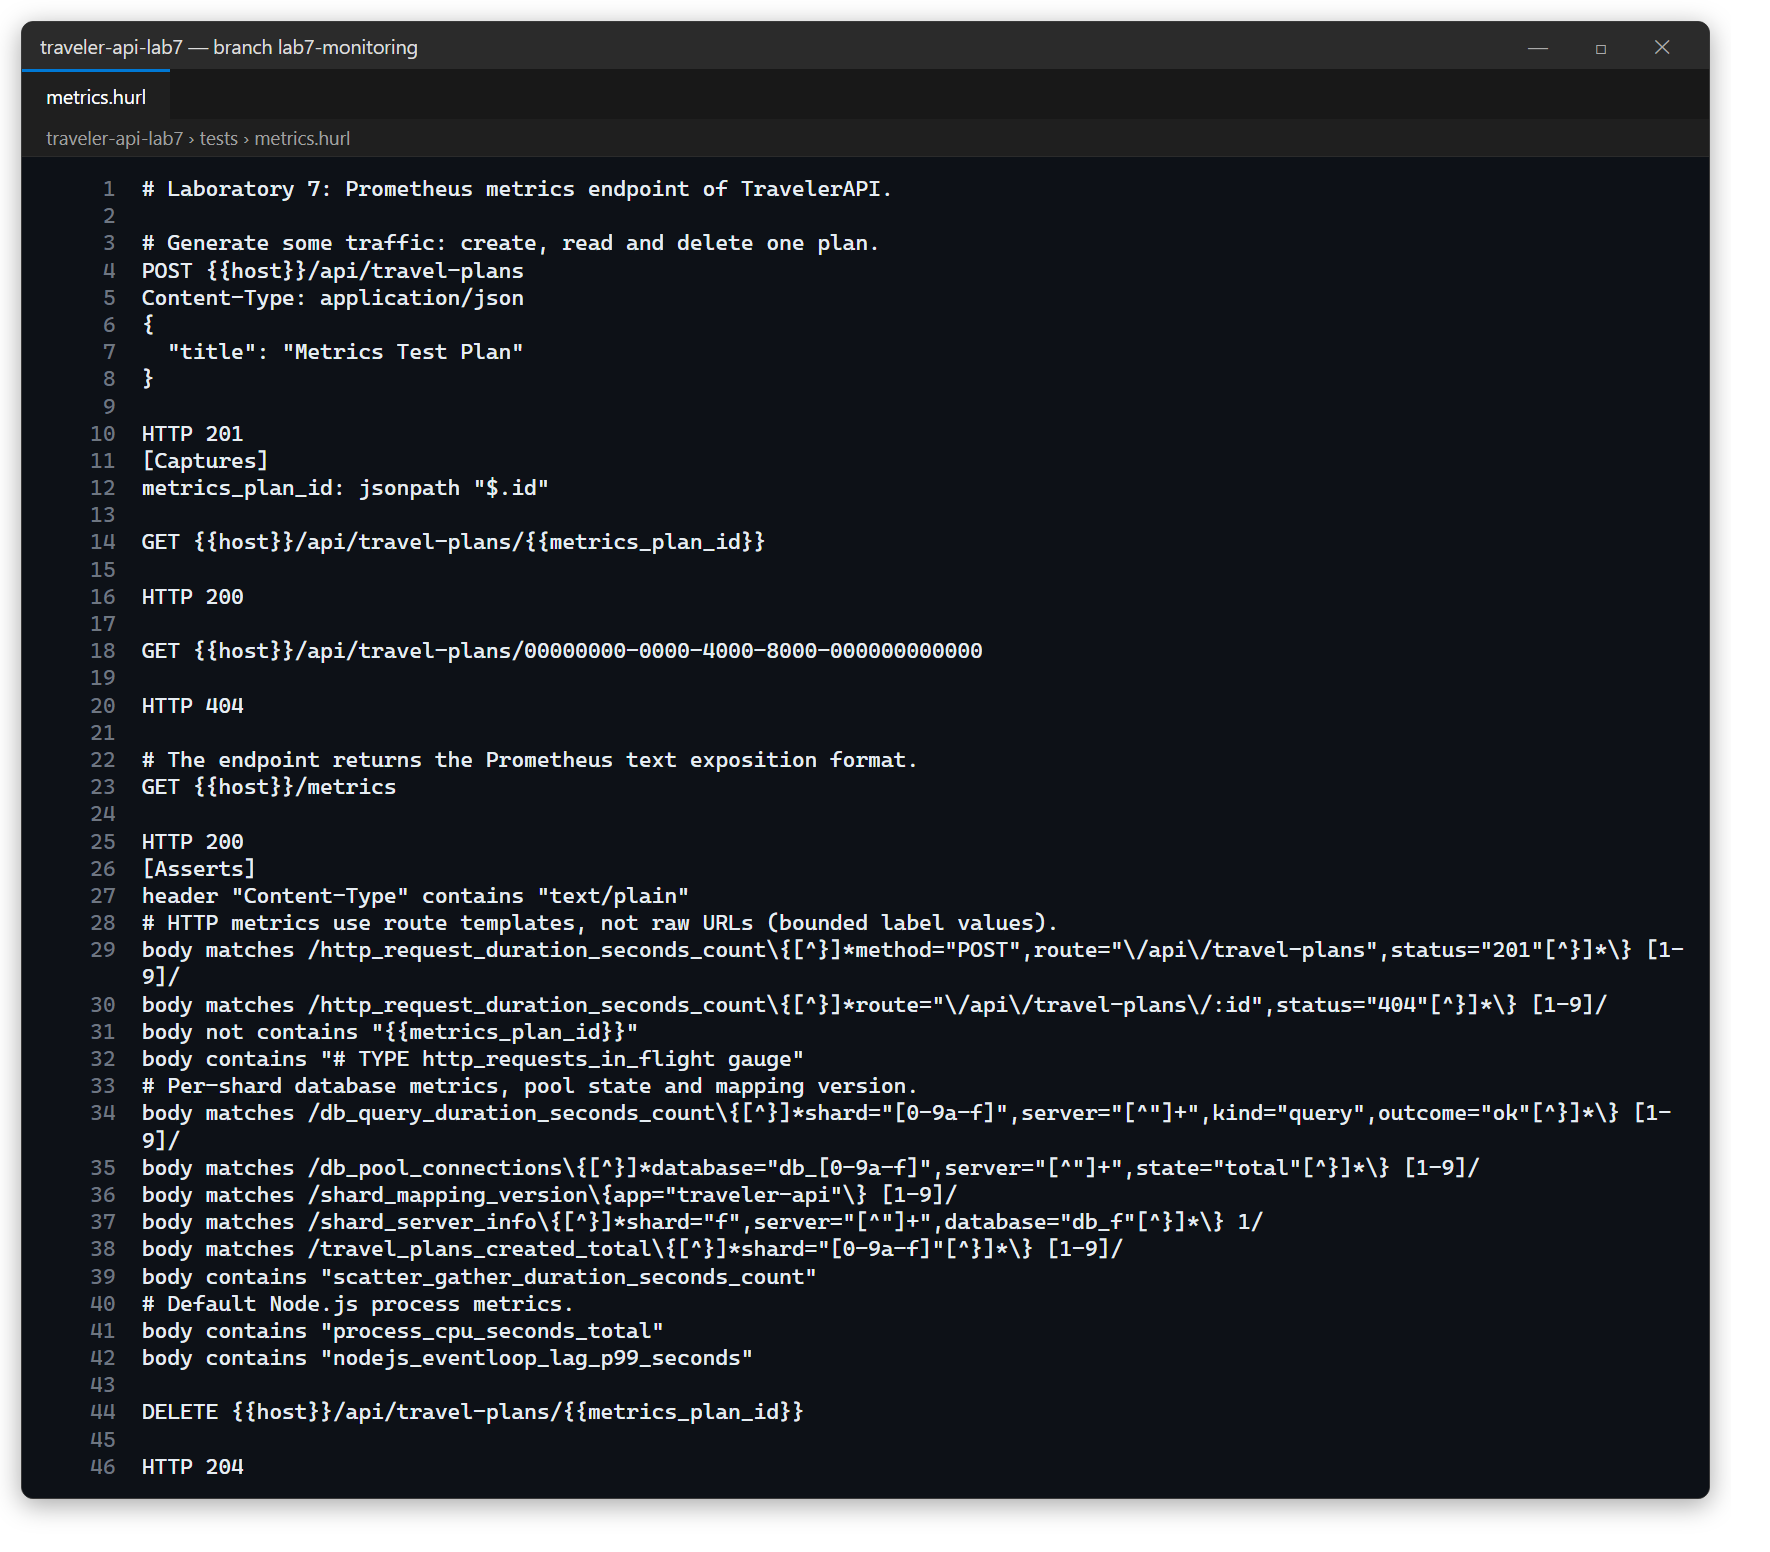 traveler-api-lab7 — branch lab7-monitoring
metrics.hurl
traveler-api-lab7 › tests › metrics.hurl
1 # Laboratory 7: Prometheus metrics endpoint of TravelerAPI.
2
3 # Generate some traffic: create, read and delete one plan.
4 POST {{host}}/api/travel-plans
5 Content-Type: application/json
6 {
7   "title": "Metrics Test Plan"
8 }
9
10 HTTP 201
11 [Captures]
12 metrics_plan_id: jsonpath "$.id"
13
14 GET {{host}}/api/travel-plans/{{metrics_plan_id}}
15
16 HTTP 200
17
18 GET {{host}}/api/travel-plans/00000000-0000-4000-8000-000000000000
19
20 HTTP 404
21
22 # The endpoint returns the Prometheus text exposition format.
23 GET {{host}}/metrics
24
25 HTTP 200
26 [Asserts]
27 header "Content-Type" contains "text/plain"
28 # HTTP metrics use route templates, not raw URLs (bounded label values).
29 body matches /http_request_duration_seconds_count\{[^}]*method="POST",route="\/api\/travel-plans",status="201"[^}]*\} [1-
9]/
30 body matches /http_request_duration_seconds_count\{[^}]*route="\/api\/travel-plans\/:id",status="404"[^}]*\} [1-9]/
31 body not contains "{{metrics_plan_id}}"
32 body contains "# TYPE http_requests_in_flight gauge"
33 # Per-shard database metrics, pool state and mapping version.
34 body matches /db_query_duration_seconds_count\{[^}]*shard="[0-9a-f]",server="[^"]+",kind="query",outcome="ok"[^}]*\} [1-
9]/
35 body matches /db_pool_connections\{[^}]*database="db_[0-9a-f]",server="[^"]+",state="total"[^}]*\} [1-9]/
36 body matches /shard_mapping_version\{app="traveler-api"\} [1-9]/
37 body matches /shard_server_info\{[^}]*shard="f",server="[^"]+",database="db_f"[^}]*\} 1/
38 body matches /travel_plans_created_total\{[^}]*shard="[0-9a-f]"[^}]*\} [1-9]/
39 body contains "scatter_gather_duration_seconds_count"
40 # Default Node.js process metrics.
41 body contains "process_cpu_seconds_total"
42 body contains "nodejs_eventloop_lag_p99_seconds"
43
44 DELETE {{host}}/api/travel-plans/{{metrics_plan_id}}
45
46 HTTP 204